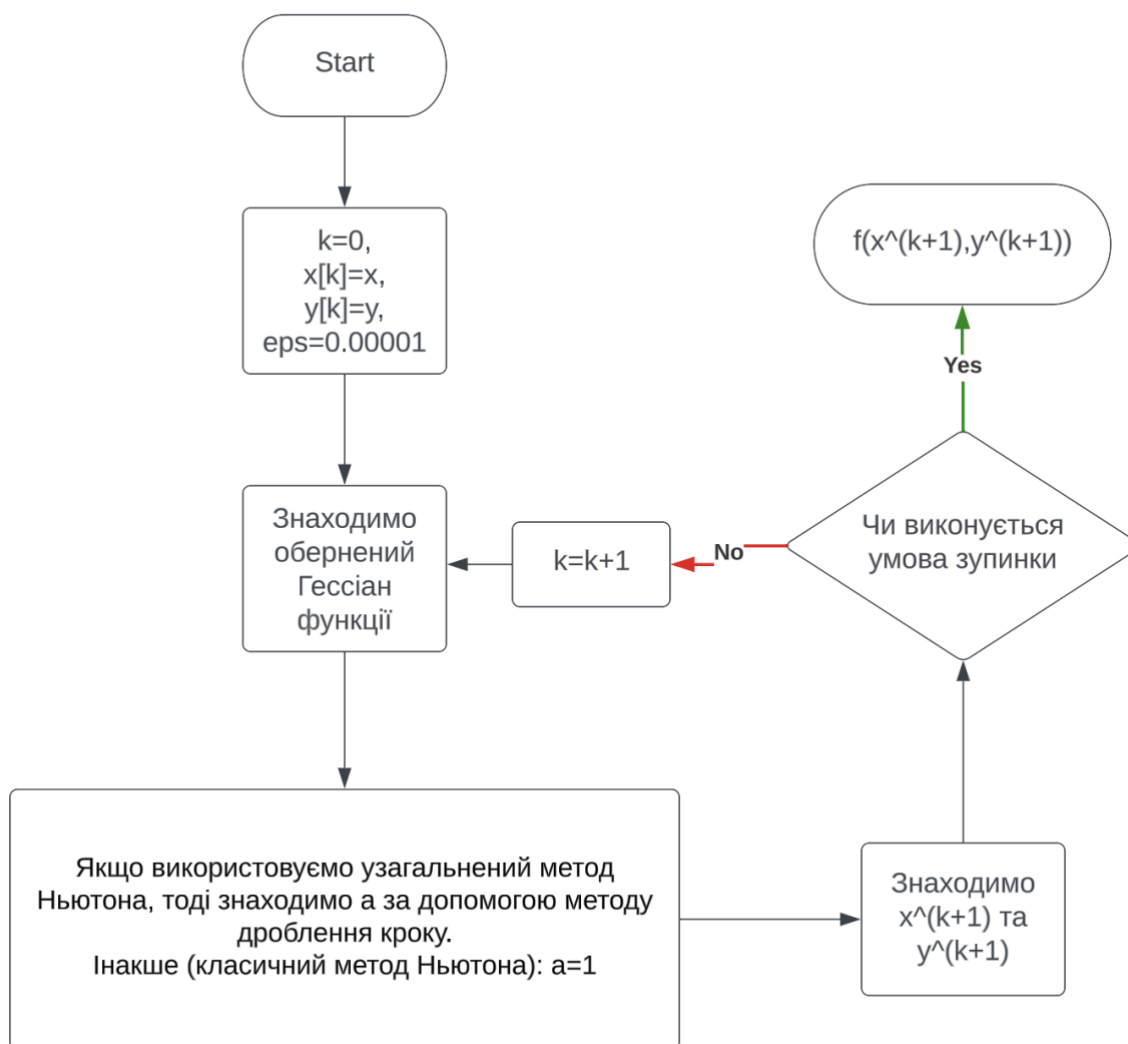 Start
k=0,
x[k]=x,
y[k]=y,
eps=0.00001
Знаходимо
обернений
Гессіан
функції
Якщо використовуємо узагальнений метод
Ньютона, тоді знаходимо а за допомогою методу
дроблення кроку.
Інакше (класичний метод Ньютона): а=1
Знаходимо
x^(k+1) та
y^(k+1)
Чи виконується
умова зупинки
No
k=k+1
Yes
f(x^(k+1),y^(k+1))